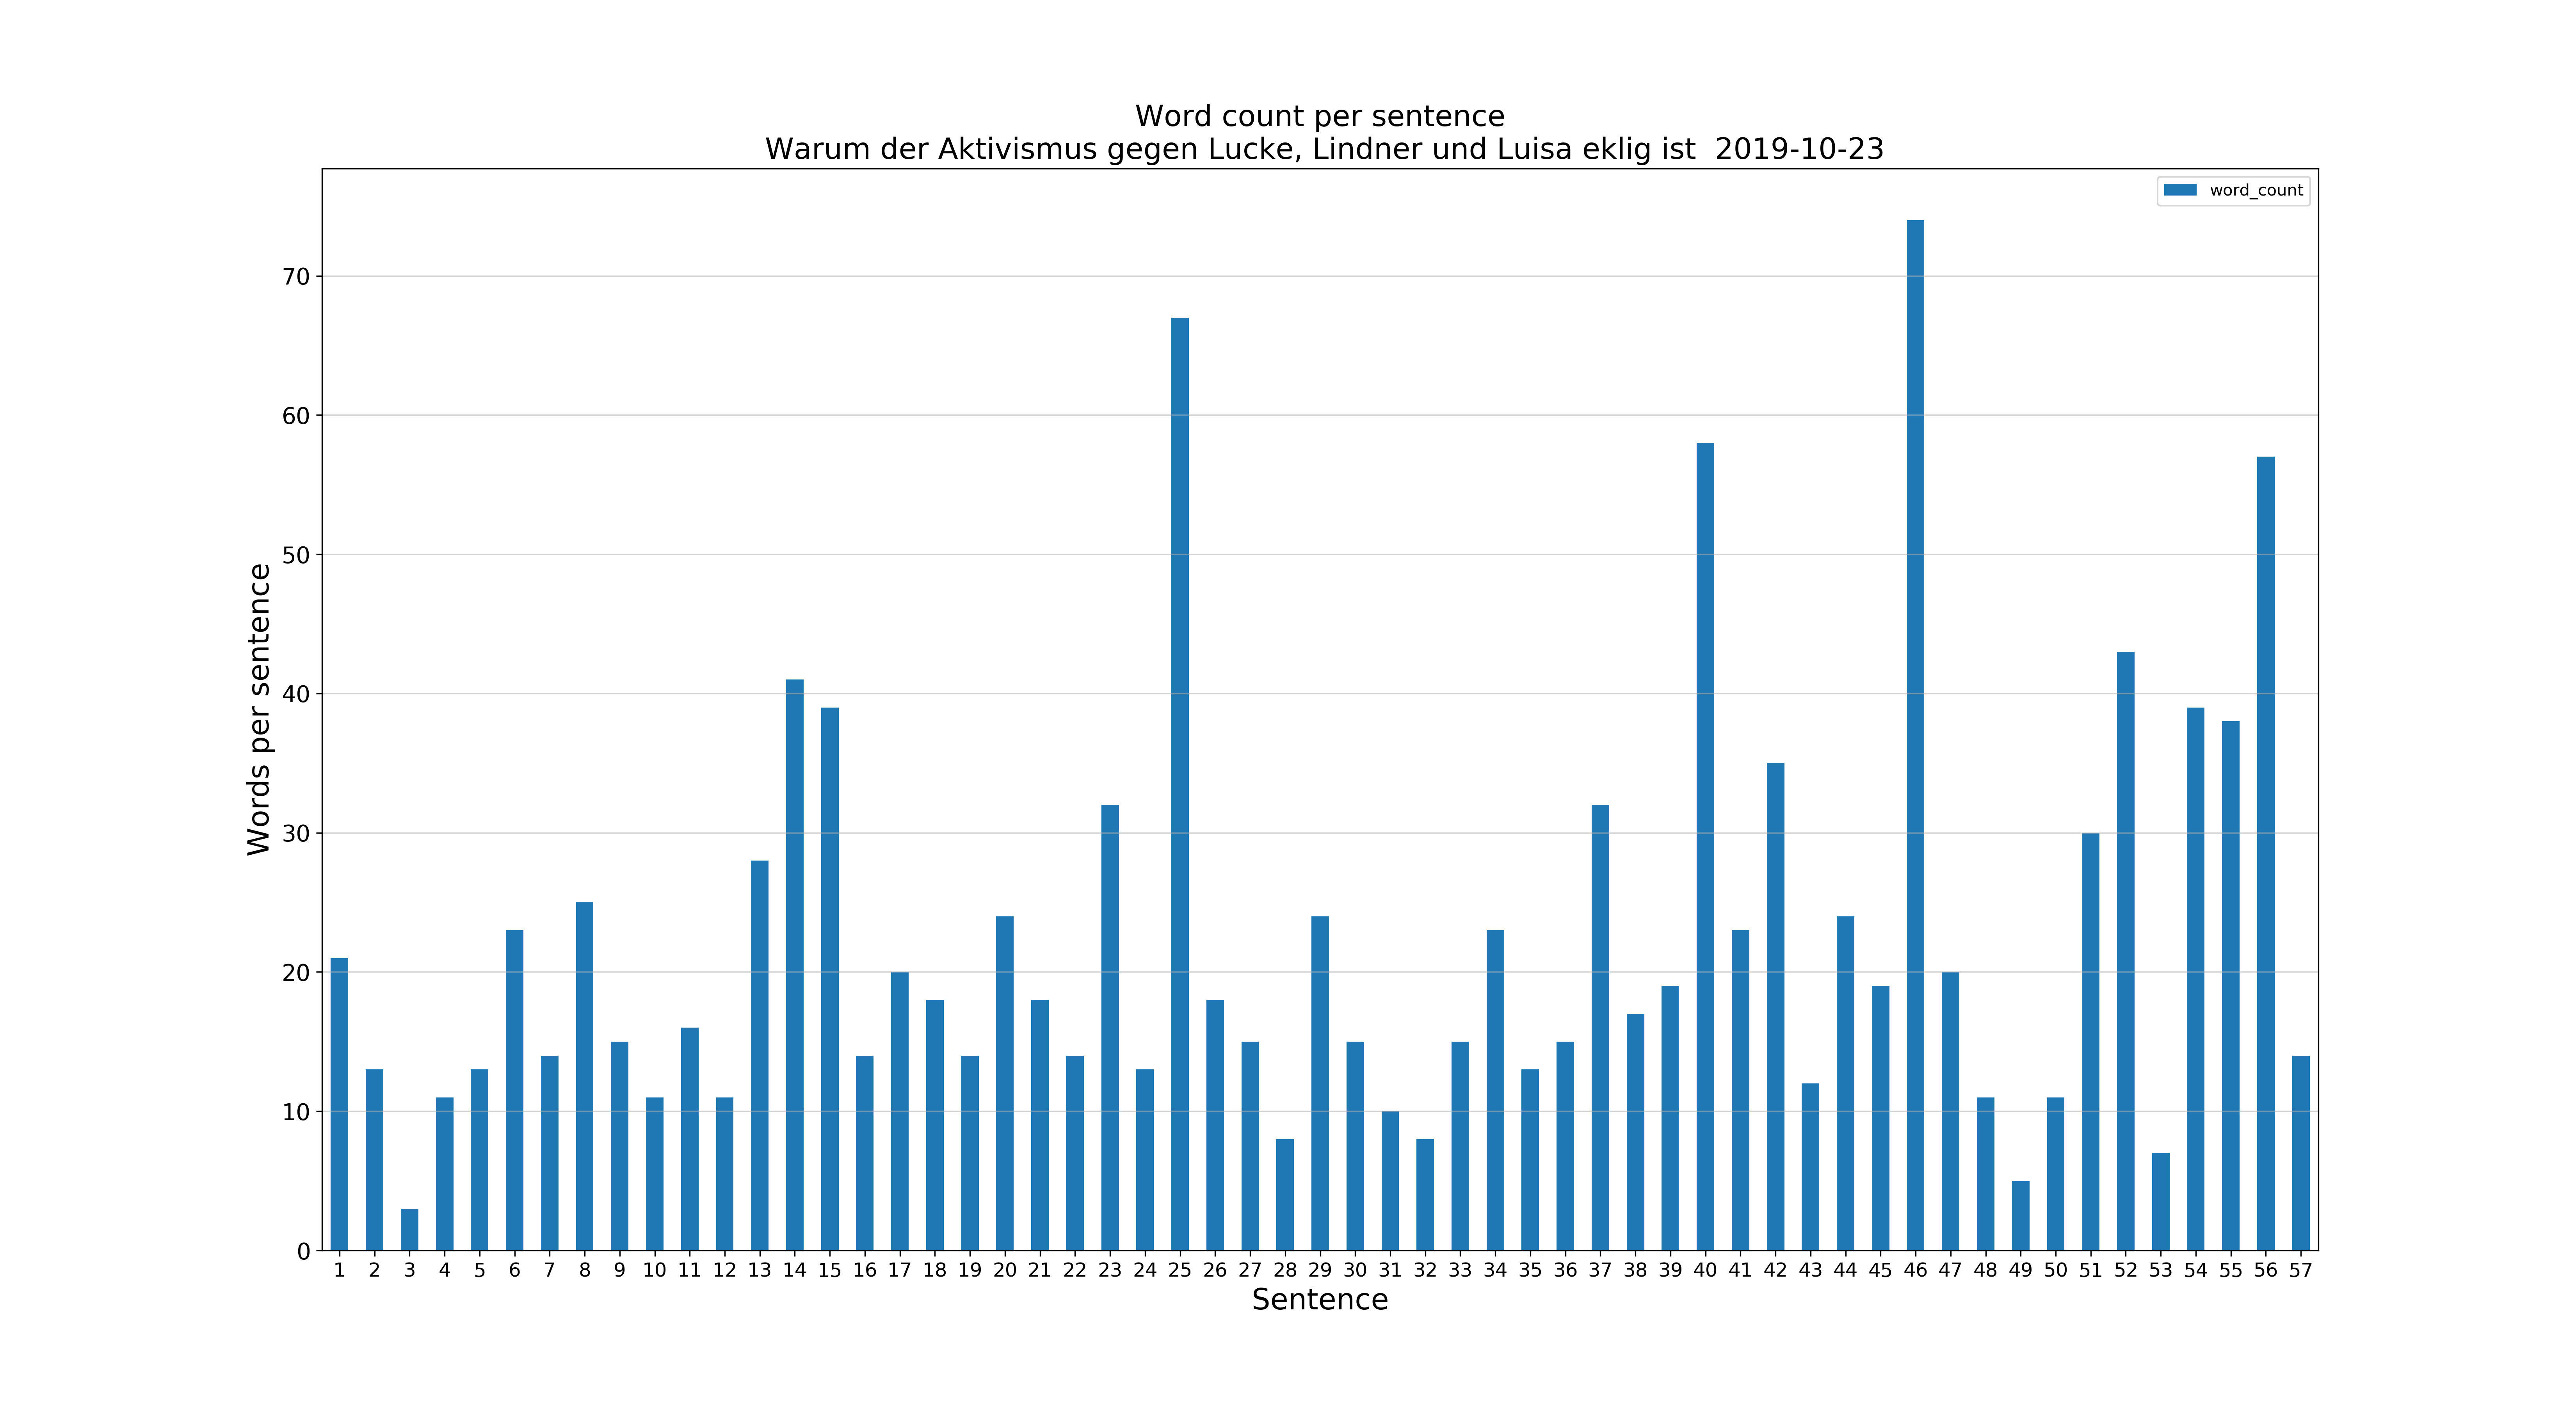 Word count per sentence
Warum der Aktivismus gegen Lucke, Lindner und Luisa eklig ist  2019-10-23
word_count
70
60
50
40
30
20
10
0
Words per sentence
1 2 3 4 5 6 7 8 9 10 11 12 13 14 15 16 17 18 19 20 21 22 23 24 25 26 27 28 29 30 31 32 33 34 35 36 37 38 39 40 41 42 43 44 45 46 47 48 49 50 51 52 53 54 55 56 57
Sentence